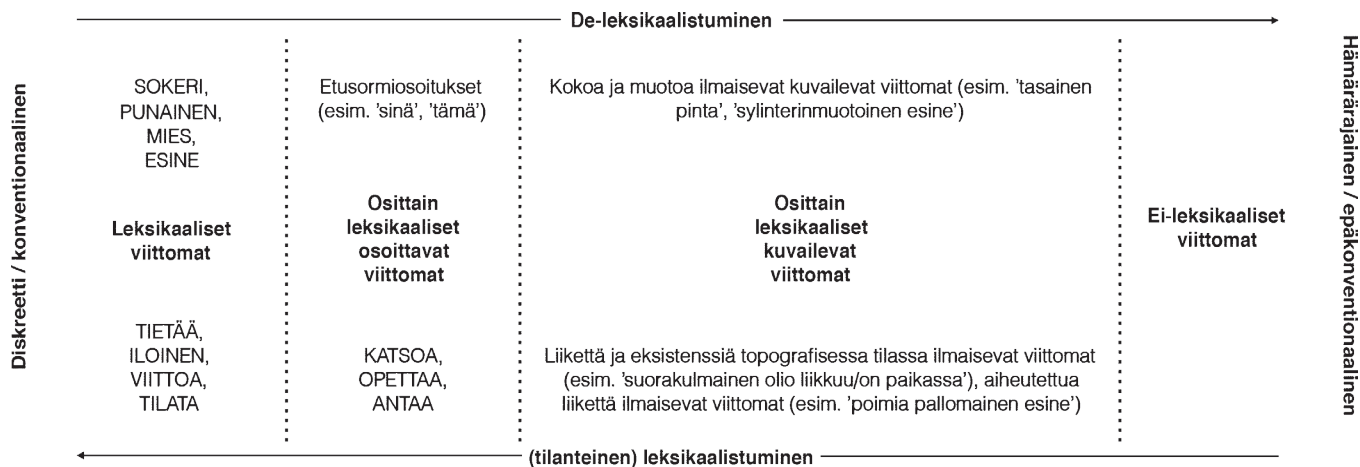 De-leksikaalistuminen
Diskreetti / konventionaalinen
Hämärärajainen / epäkonventionaalinen
SOKERI,
PUNAINEN,
MIES,
ESINE
Etusormiosoitukset
(esim. ’sinä’, ’tämä’)
Kokoa ja muotoa ilmaisevat kuvailevat viittomat (esim. ’tasainen
pinta’, ’sylinterinmuotoinen esine’)
Leksikaaliset
viittomat
Osittain
leksikaaliset
osoittavat
viittomat
Osittain
leksikaaliset
kuvailevat
viittomat
Ei-leksikaaliset
viittomat
TIETÄÄ,
ILOINEN,
VIITTOA,
TILATA
KATSOA,
OPETTAA,
ANTAA
Liikettä ja eksistenssiä topografisessa tilassa ilmaisevat viittomat
(esim. ’suorakulmainen olio liikkuu/on paikassa’), aiheutettua
liikettä ilmaisevat viittomat (esim. ’poimia pallomainen esine’)
(tilanteinen) leksikaalistuminen